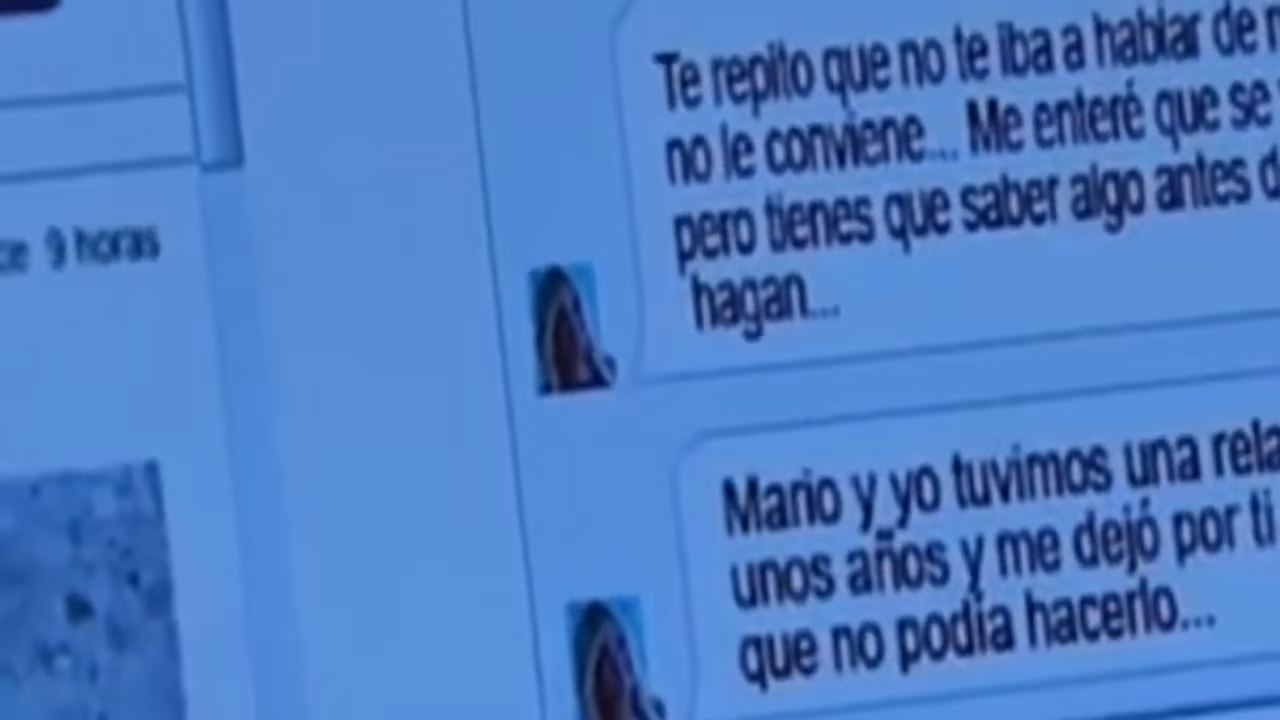 ce 9 horas
Te repito que no te iba a hablar de
no le conviene... Me enteré que se
pero tienes que saber algo antes
hagan...
Mario y yo tuvimos una rela
unos años y me dejó por ti
que no podía hacerlo...